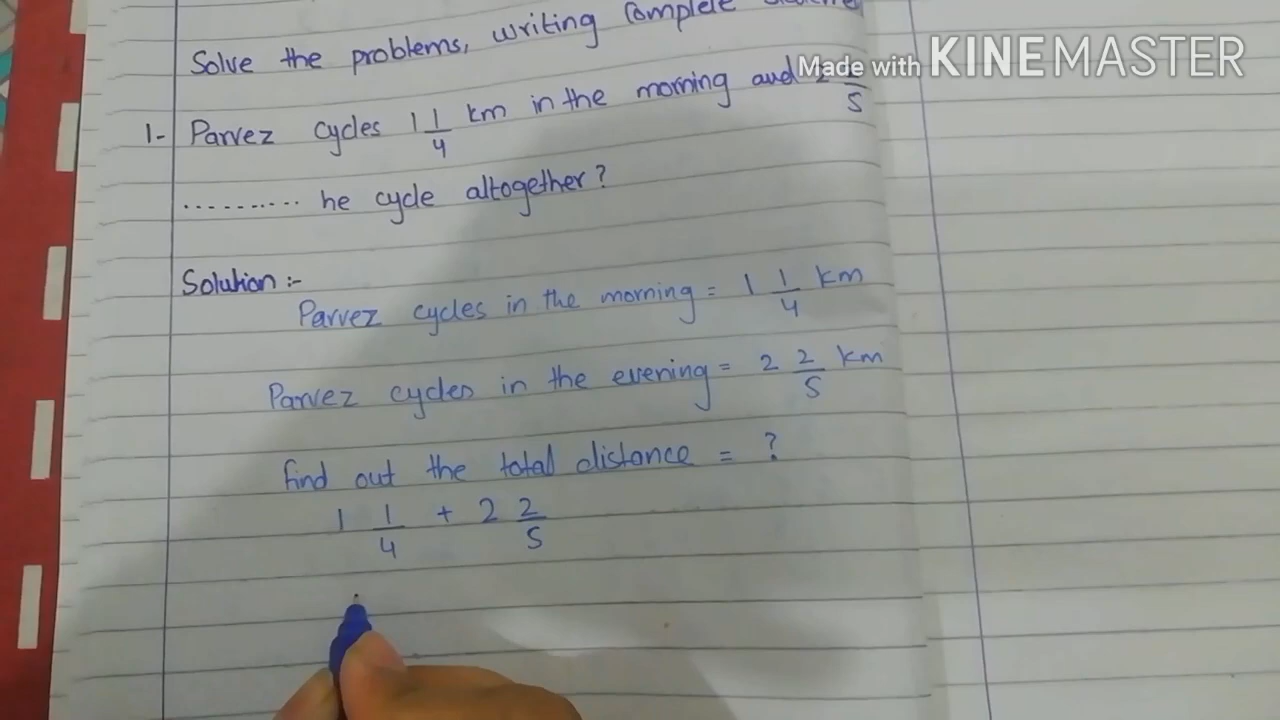 Solve the problems, writing complete
Made with KINEMASTER
1- Parvez cycles 1 1/4 km in the morning and 2 2/5
.......... he cycle altogether?
Solution :-
Parvez cycles in the morning = 1 1/4 km
Parvez cycles in the evening = 2 2/5 km
find out the total distance = ?
1 1/4 + 2 2/5